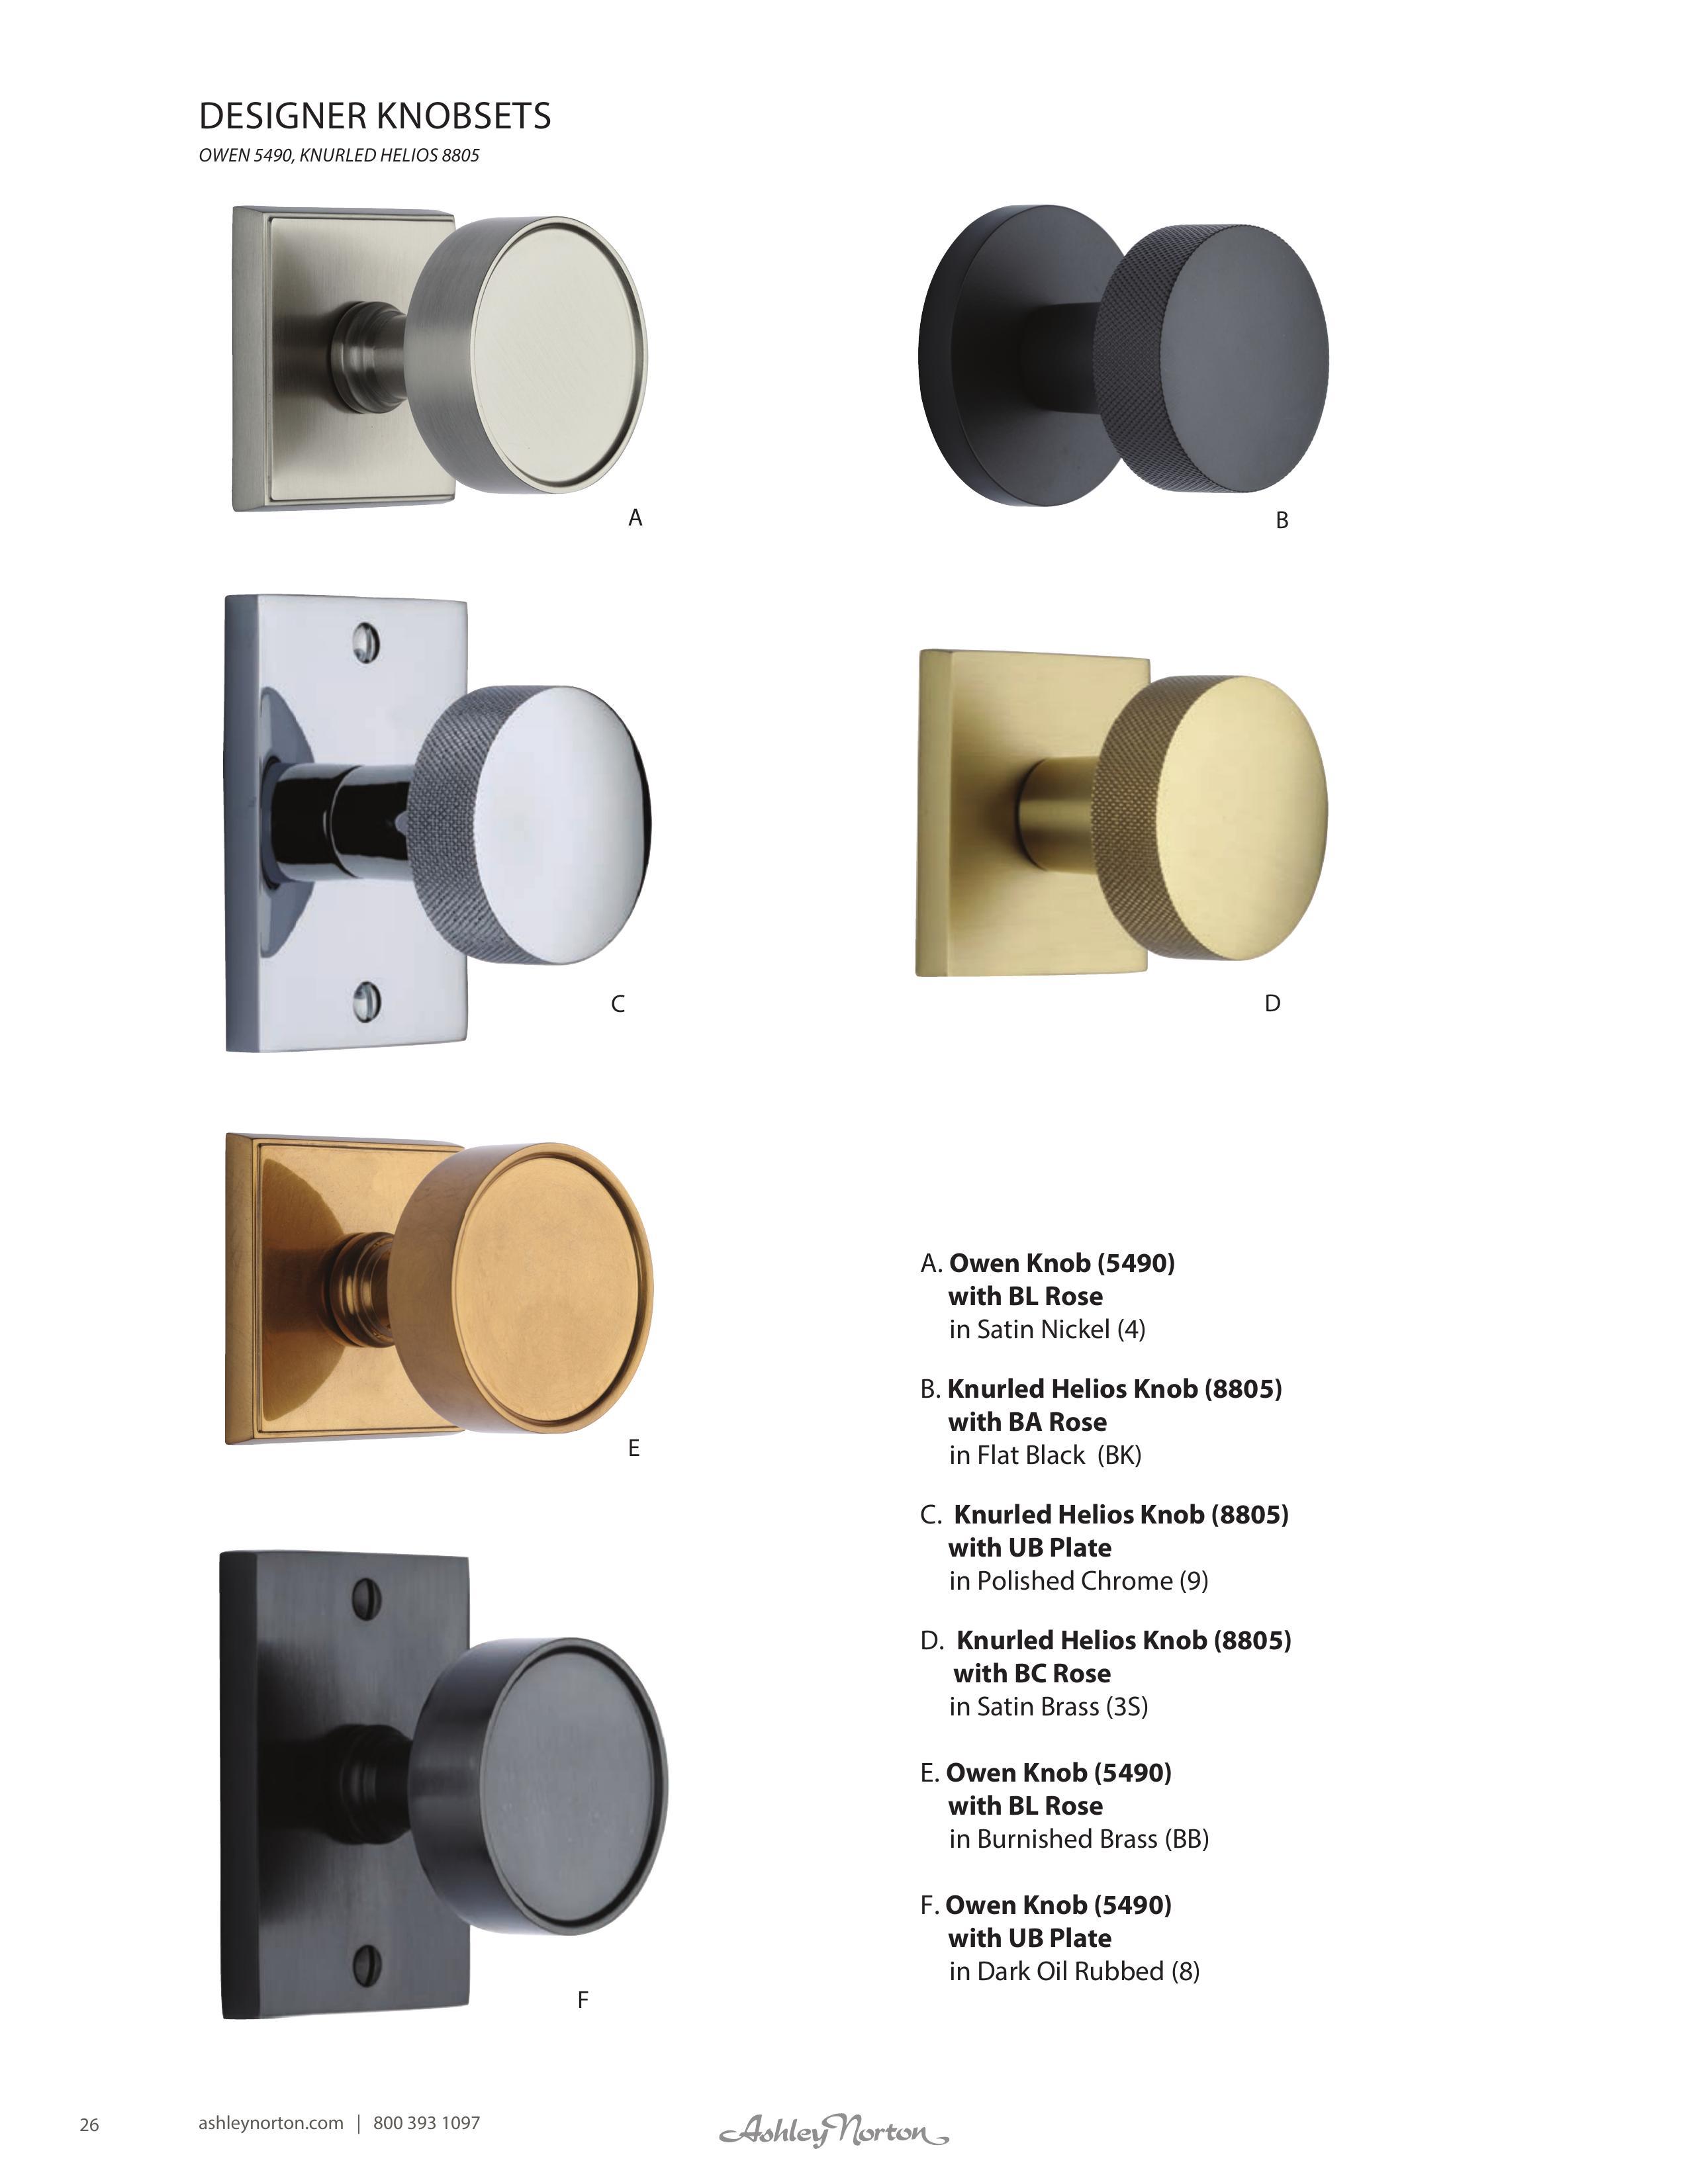 DESIGNER KNOBSETS
OWEN 5490, KNURLED HELIOS 8805
A
B
C
D
E
F
A. Owen Knob (5490)
with BL Rose
in Satin Nickel (4)
B. Knurled Helios Knob (8805)
with BA Rose
in Flat Black (BK)
C. Knurled Helios Knob (8805)
with UB Plate
in Polished Chrome (9)
D. Knurled Helios Knob (8805)
with BC Rose
in Satin Brass (3S)
E. Owen Knob (5490)
with BL Rose
in Burnished Brass (BB)
F. Owen Knob (5490)
with UB Plate
in Dark Oil Rubbed (8)
26
ashleynorton.com | 800 393 1097
Ashley Norton